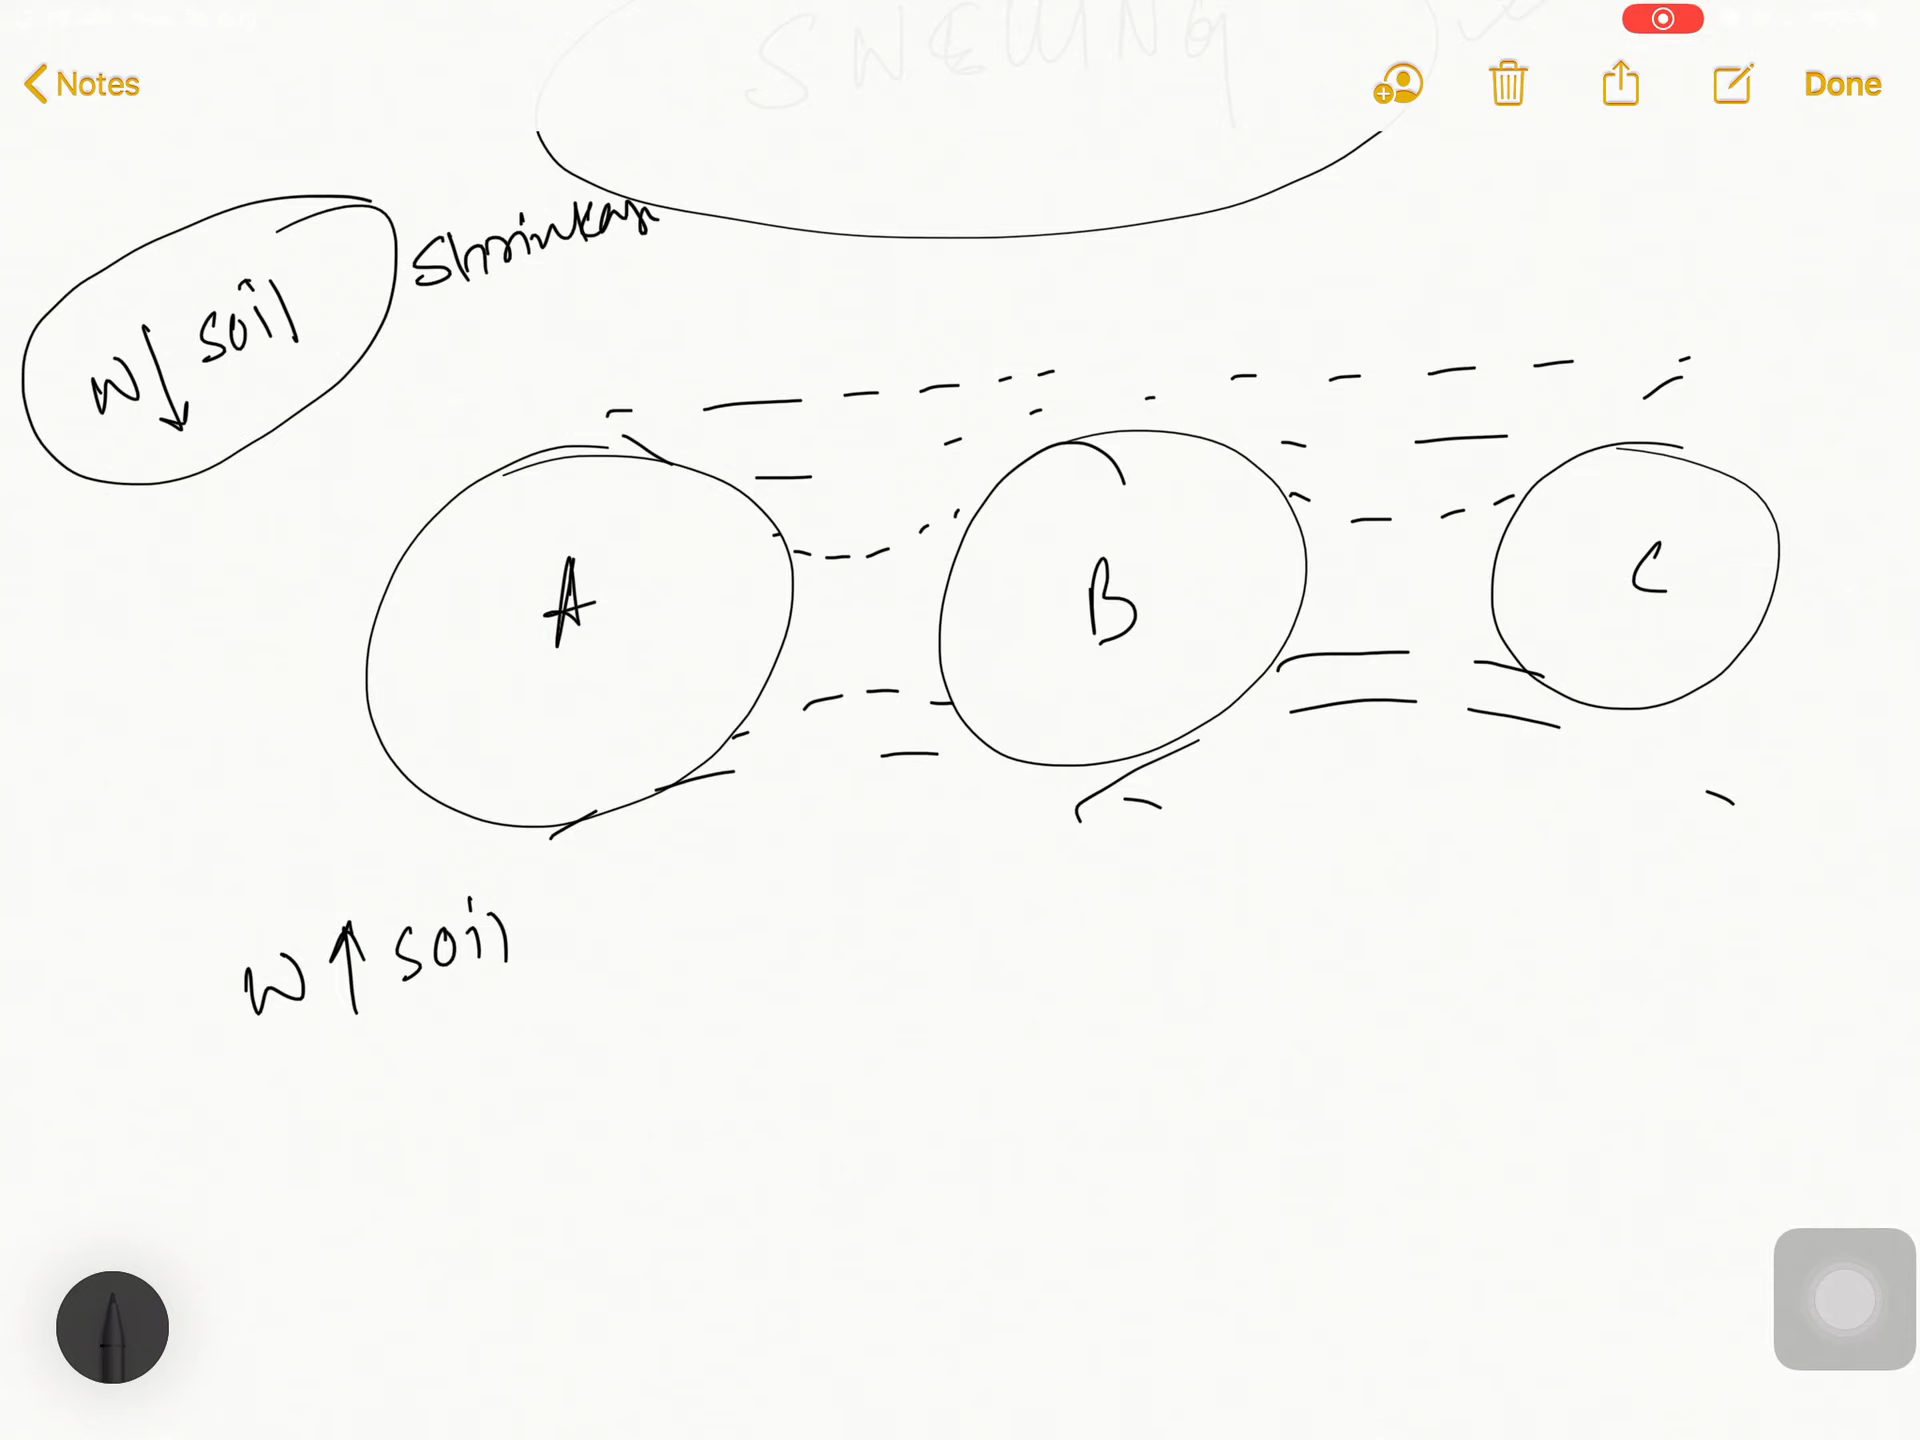 SWELLING
Notes
Done
Shrinkage
W↓ soil
A
B
C
W↑ soil